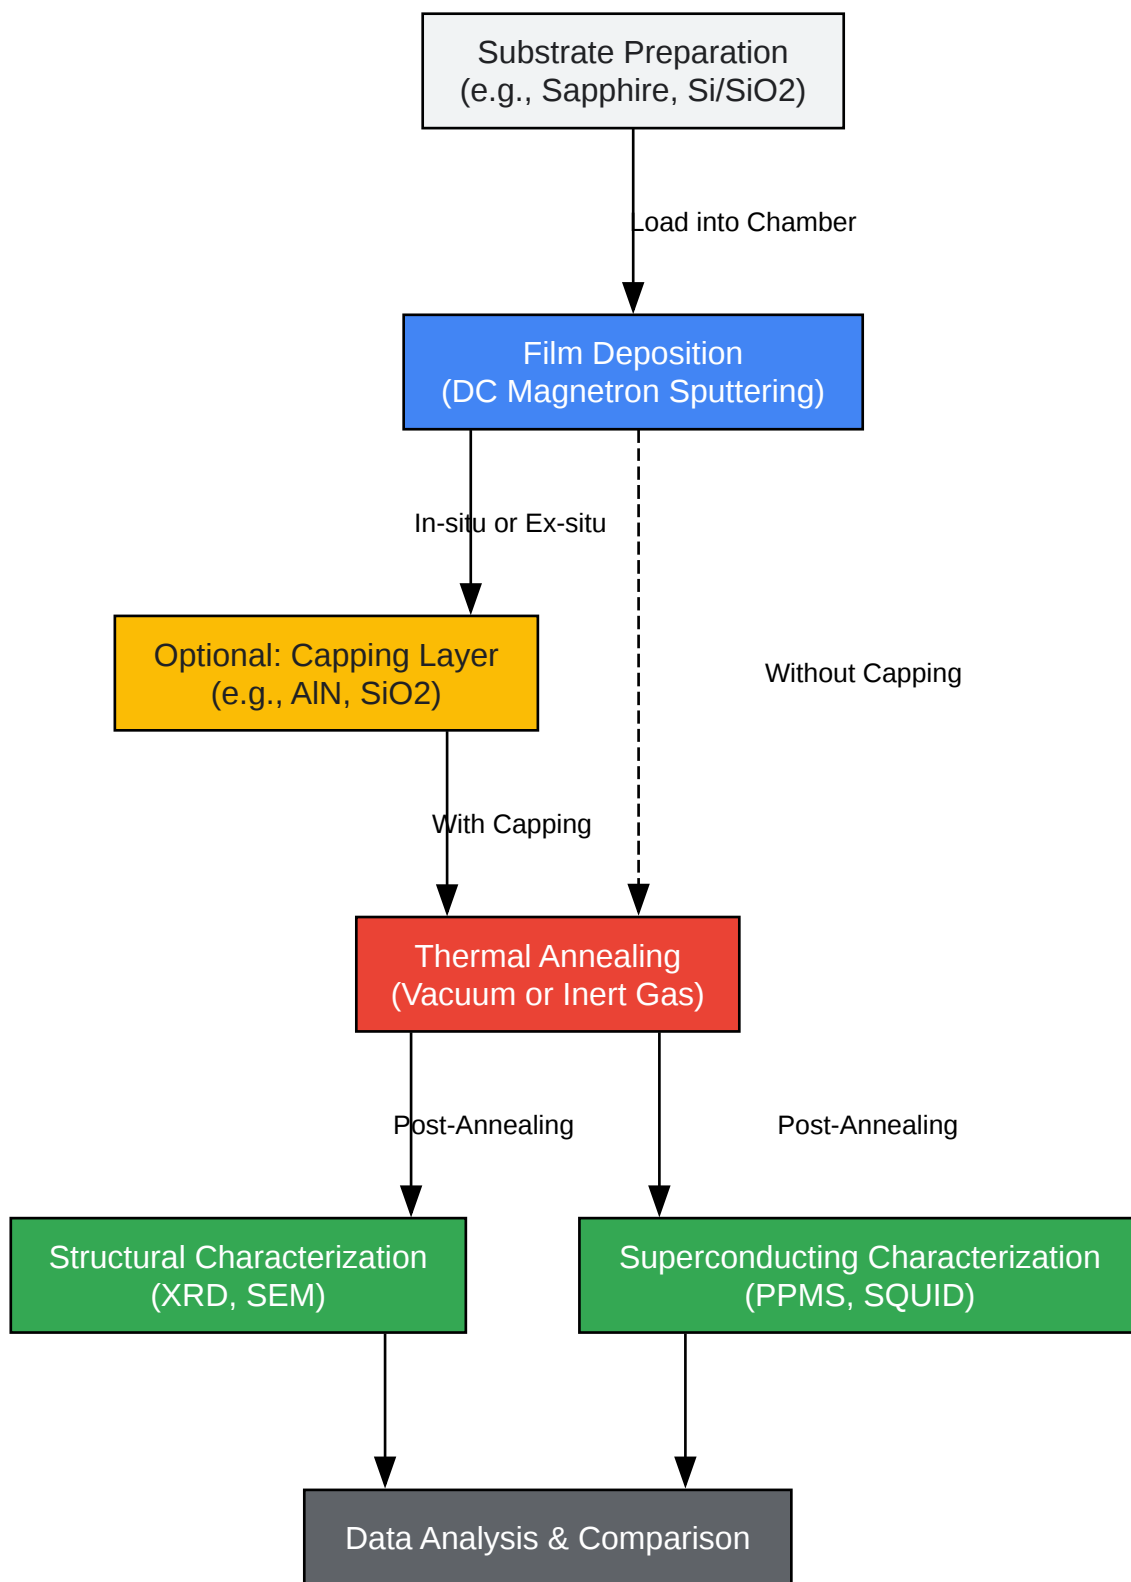 Substrate Preparation
(e.g., Sapphire, Si/SiO2)
Load into Chamber
Film Deposition
(DC Magnetron Sputtering)
In-situ or Ex-situ
Optional: Capping Layer
(e.g., AlN, SiO2)
Without Capping
With Capping
Thermal Annealing
(Vacuum or Inert Gas)
Post-Annealing
Post-Annealing
Structural Characterization
(XRD, SEM)
Superconducting Characterization
(PPMS, SQUID)
Data Analysis & Comparison